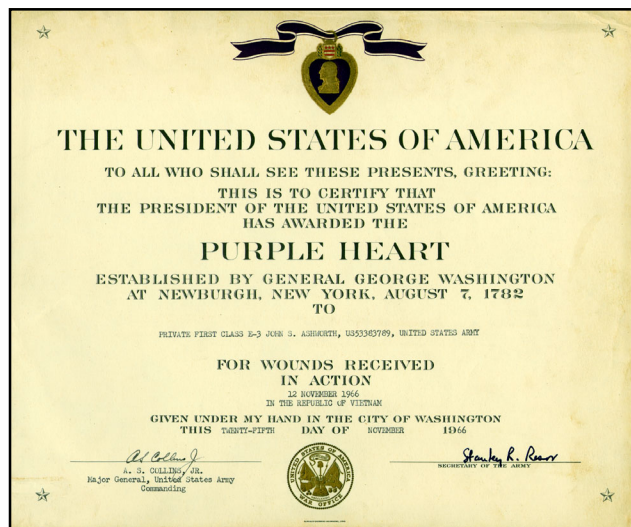 THE UNITED STATES OF AMERICA
TO ALL WHO SHALL SEE THESE PRESENTS, GREETING:
THIS IS TO CERTIFY THAT
THE PRESIDENT OF THE UNITED STATES OF AMERICA
HAS AWARDED THE
PURPLE HEART
ESTABLISHED BY GENERAL GEORGE WASHINGTON
AT NEWBURGH, NEW YORK, AUGUST 7, 1782
TO
PRIVATE FIRST CLASS E-3 JOHN S. ASHWORTH, US53383789, UNITED STATES ARMY
FOR WOUNDS RECEIVED
IN ACTION
12 NOVEMBER 1966
IN THE REPUBLIC OF VIETNAM
GIVEN UNDER MY HAND IN THE CITY OF WASHINGTON
THIS TWENTY-FIFTH DAY OF NOVEMBER 1966
A. S. COLLINS, JR.
Major General, United States Army
Commanding
UNITED STATES OF AMERICA
WAR OFFICE
Stanley R. Resor
SECRETARY OF THE ARMY